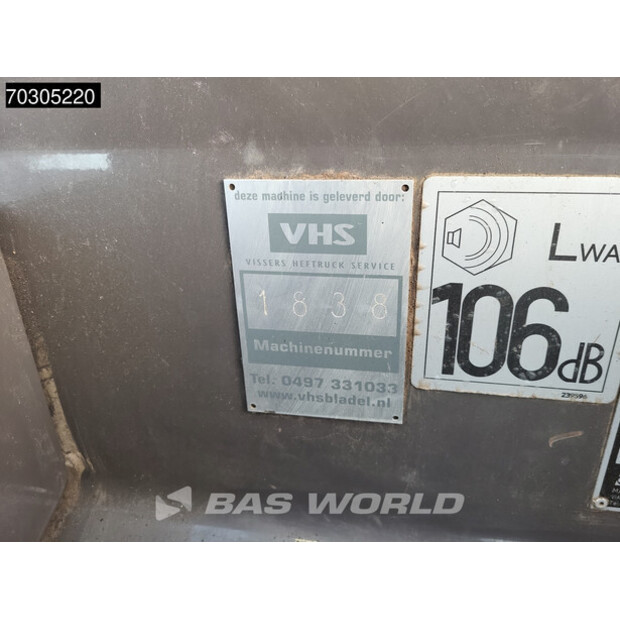 70305220
deze machine is geleverd door:
VHS
VISSERS HEFTRUCK SERVICE
1838
Machinenummer
Tel. 0497 331033
www.vhsbladel.nl
LWA
106dB
239596
BAS WORLD